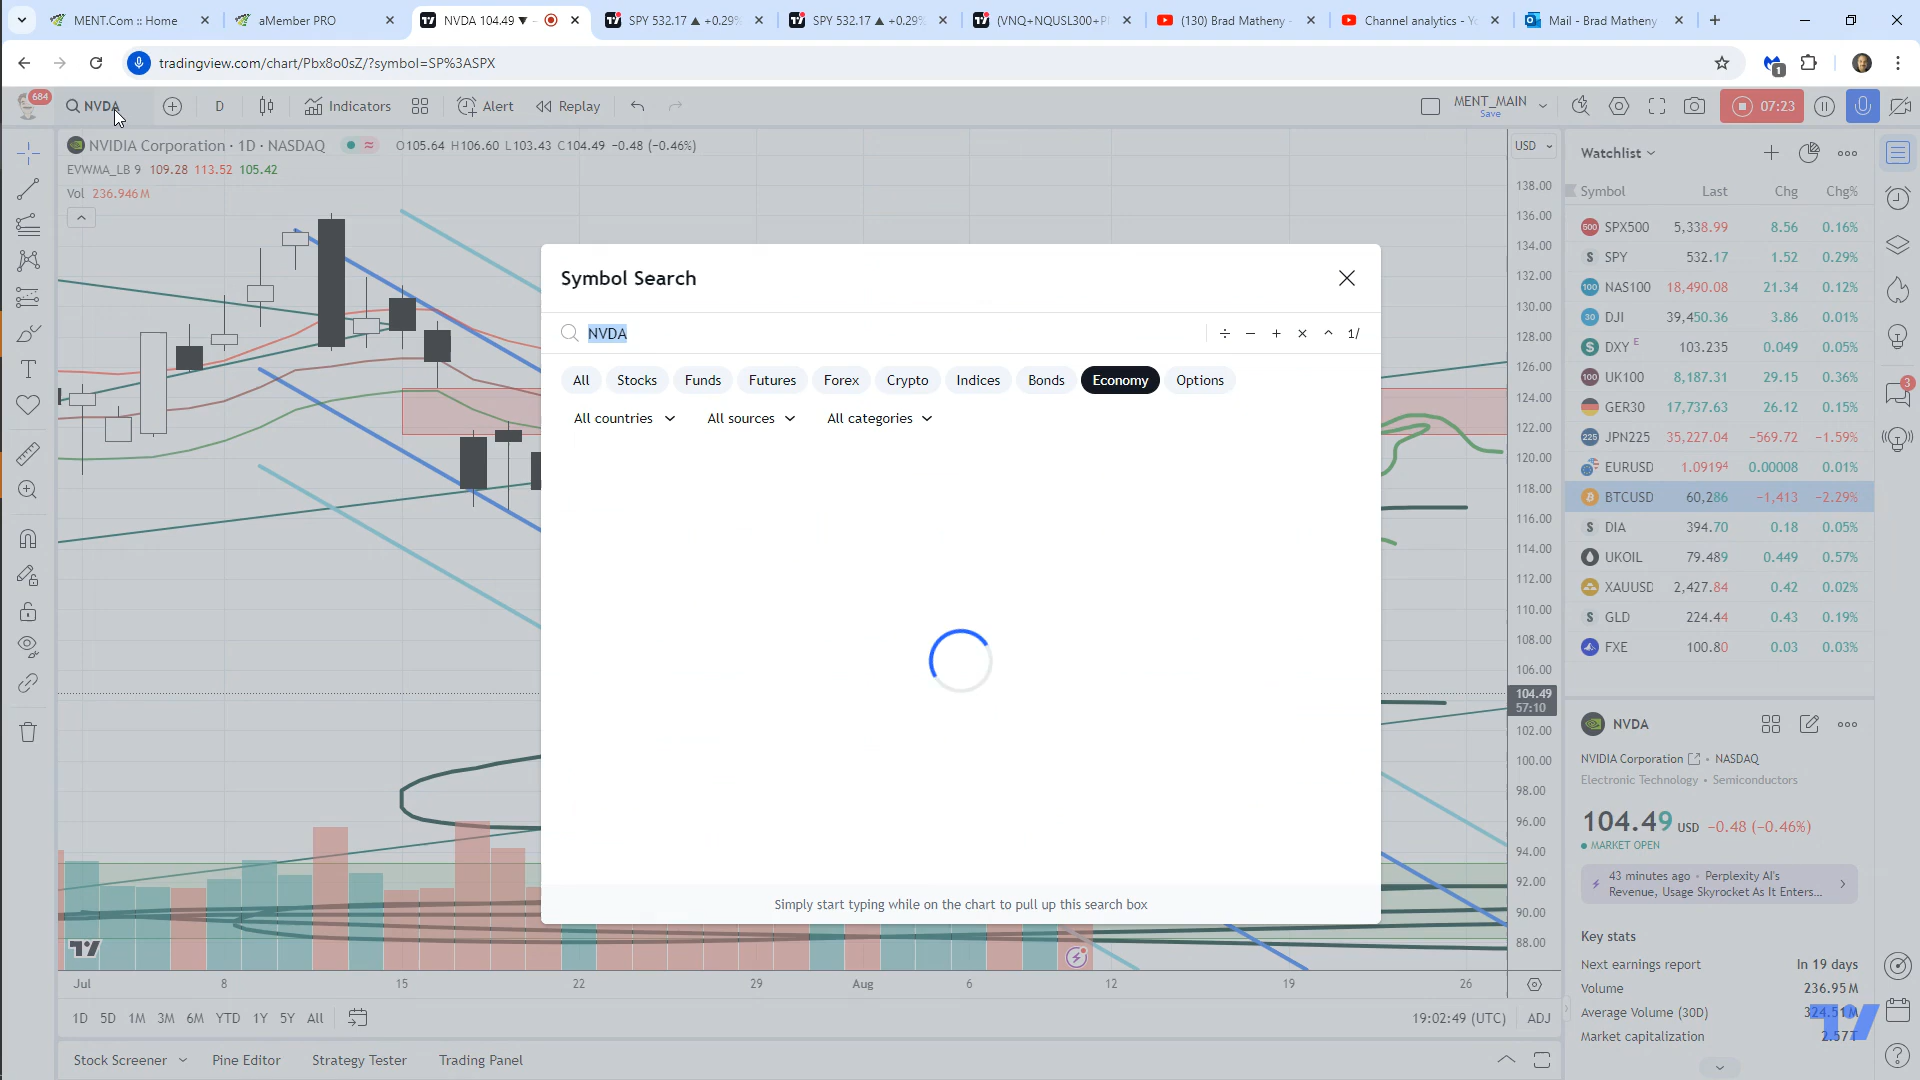 MENT.Com :: Home
aMember PRO
NVDA 104.49 ▼
SPY 532.17 ▲ +0.29%
SPY 532.17 ▲ +0.29%
(VNQ+NQUSL300+P
(130) Brad Matheny -
Channel analytics - Y
Mail - Brad Matheny
tradingview.com/chart/Pbx8o0sZ/?symbol=SP%3ASPX
1
684
NVDA
D
Indicators
Alert
Replay
MENT_MAIN
Save
07:23
NVIDIA Corporation · 1D · NASDAQ
O105.64 H106.60 L103.43 C104.49 -0.48 (-0.46%)
EVWMA_LB 9 109.28 113.52 105.42
Vol 236.946M
USD
138.00
136.00
134.00
132.00
130.00
128.00
126.00
124.00
122.00
120.00
118.00
116.00
114.00
112.00
110.00
108.00
106.00
104.49
57:10
102.00
100.00
98.00
96.00
94.00
92.00
90.00
88.00
Symbol Search
NVDA
÷ − + × ^ 1/
All Stocks Funds Futures Forex Crypto Indices Bonds Economy Options
All countries All sources All categories
Simply start typing while on the chart to pull up this search box
Jul 8 15 22 29 Aug 6 12 19 26
1D 5D 1M 3M 6M YTD 1Y 5Y All
19:02:49 (UTC) ADJ
Stock Screener Pine Editor Strategy Tester Trading Panel
Watchlist
Symbol Last Chg Chg%
500 SPX500 5,338.99 8.56 0.16%
S SPY 532.17 1.52 0.29%
100 NAS100 18,490.08 21.34 0.12%
30 DJI 39,450.36 3.86 0.01%
$ DXY E 103.235 0.049 0.05%
100 UK100 8,187.31 29.15 0.36%
GER30 17,737.63 26.12 0.15%
225 JPN225 35,227.04 −569.72 −1.59%
EURUSD 1.09194 0.00008 0.01%
BTCUSD 60,286 −1,413 −2.29%
S DIA 394.70 0.18 0.05%
UKOIL 79.489 0.449 0.57%
XAUUSD 2,427.84 0.42 0.02%
S GLD 224.44 0.43 0.19%
FXE 100.80 0.03 0.03%
3
NVDA
NVIDIA Corporation • NASDAQ
Electronic Technology • Semiconductors
104.49 USD −0.48 (−0.46%)
MARKET OPEN
43 minutes ago • Perplexity AI's
Revenue, Usage Skyrocket As It Enters...
Key stats
Next earnings report In 19 days
Volume 236.95M
Average Volume (30D) 324.51M
Market capitalization 2.57T